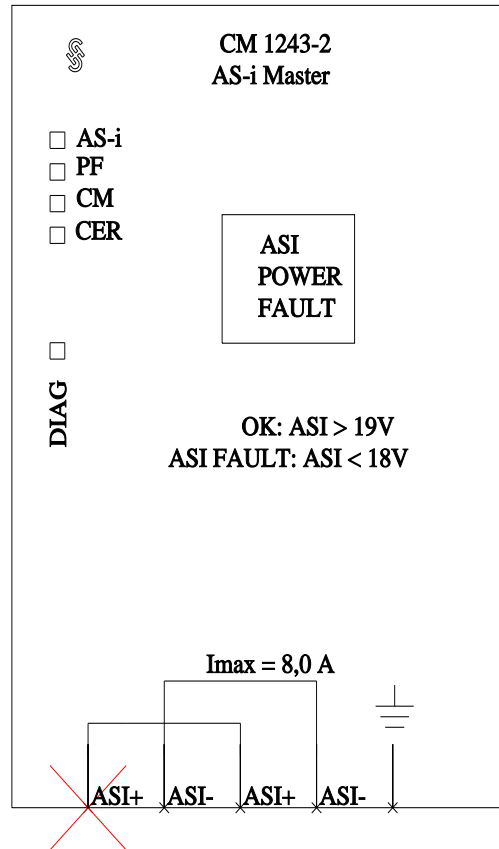 CM 1243-2
AS-i Master
AS-i
PF
CM
CER
ASI
POWER
FAULT
DIAG
OK: ASI > 19V
ASI FAULT: ASI < 18V
Imax = 8,0 A
ASI+ ASI- ASI+ ASI-